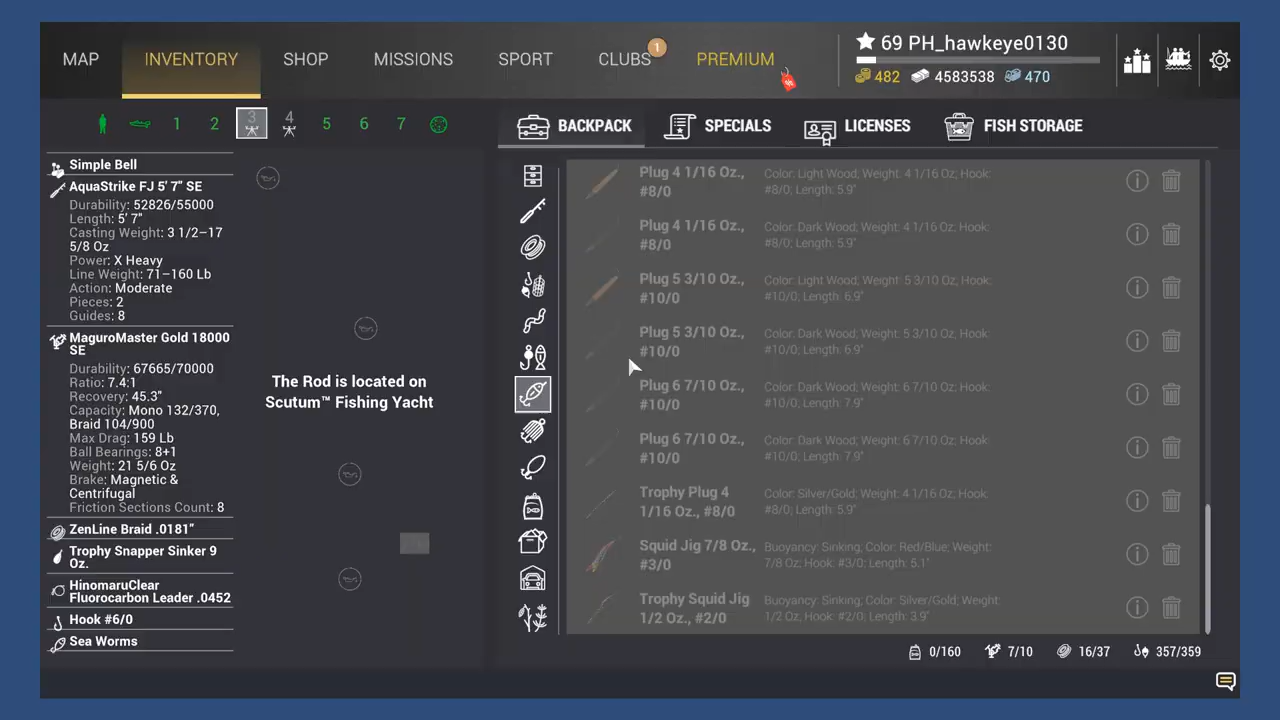 MAP INVENTORY SHOP MISSIONS SPORT CLUBS 1 PREMIUM
69 PH_hawkeye0130
482 4583538 470
1 2 3 4 5 6 7
BACKPACK SPECIALS LICENSES FISH STORAGE
Simple Bell
AquaStrike FJ 5' 7" SE
Durability: 52826/55000
Length: 5' 7"
Casting Weight: 3 1/2–17
5/8 Oz
Power: X Heavy
Line Weight: 71–160 Lb
Action: Moderate
Pieces: 2
Guides: 8
MaguroMaster Gold 18000
SE
Durability: 67665/70000
Ratio: 7.4:1
Recovery: 45.3"
Capacity: Mono 132/370,
Braid 104/900
Max Drag: 159 Lb
Ball Bearings: 8+1
Weight: 21 5/6 Oz
Brake: Magnetic &
Centrifugal
Friction Sections Count: 8
ZenLine Braid .0181"
Trophy Snapper Sinker 9
Oz.
HinomaruClear
Fluorocarbon Leader .0452
Hook #6/0
Sea Worms
The Rod is located on
Scutum™ Fishing Yacht
Plug 4 1/16 Oz.,
#8/0
Color: Light Wood; Weight: 4 1/16 Oz; Hook:
#8/0; Length: 5.9"
Plug 4 1/16 Oz.,
#8/0
Color: Dark Wood; Weight: 4 1/16 Oz; Hook:
#8/0; Length: 5.9"
Plug 5 3/10 Oz.,
#10/0
Color: Light Wood; Weight: 5 3/10 Oz; Hook:
#10/0; Length: 6.9"
Plug 5 3/10 Oz.,
#10/0
Color: Dark Wood; Weight: 5 3/10 Oz; Hook:
#10/0; Length: 6.9"
Plug 6 7/10 Oz.,
#10/0
Color: Dark Wood; Weight: 6 7/10 Oz; Hook:
#10/0; Length: 7.9"
Plug 6 7/10 Oz.,
#10/0
Color: Dark Wood; Weight: 6 7/10 Oz; Hook:
#10/0; Length: 7.9"
Trophy Plug 4
1/16 Oz., #8/0
Color: Silver/Gold; Weight: 4 1/16 Oz; Hook:
#8/0; Length: 5.9"
Squid Jig 7/8 Oz.,
#3/0
Buoyancy: Sinking; Color: Red/Blue; Weight:
7/8 Oz; Hook: #3/0; Length: 5.1"
Trophy Squid Jig
1/2 Oz., #2/0
Buoyancy: Sinking; Color: Silver/Gold; Weight:
1/2 Oz; Hook: #2/0; Length: 3.9"
0/160 7/10 16/37 357/359